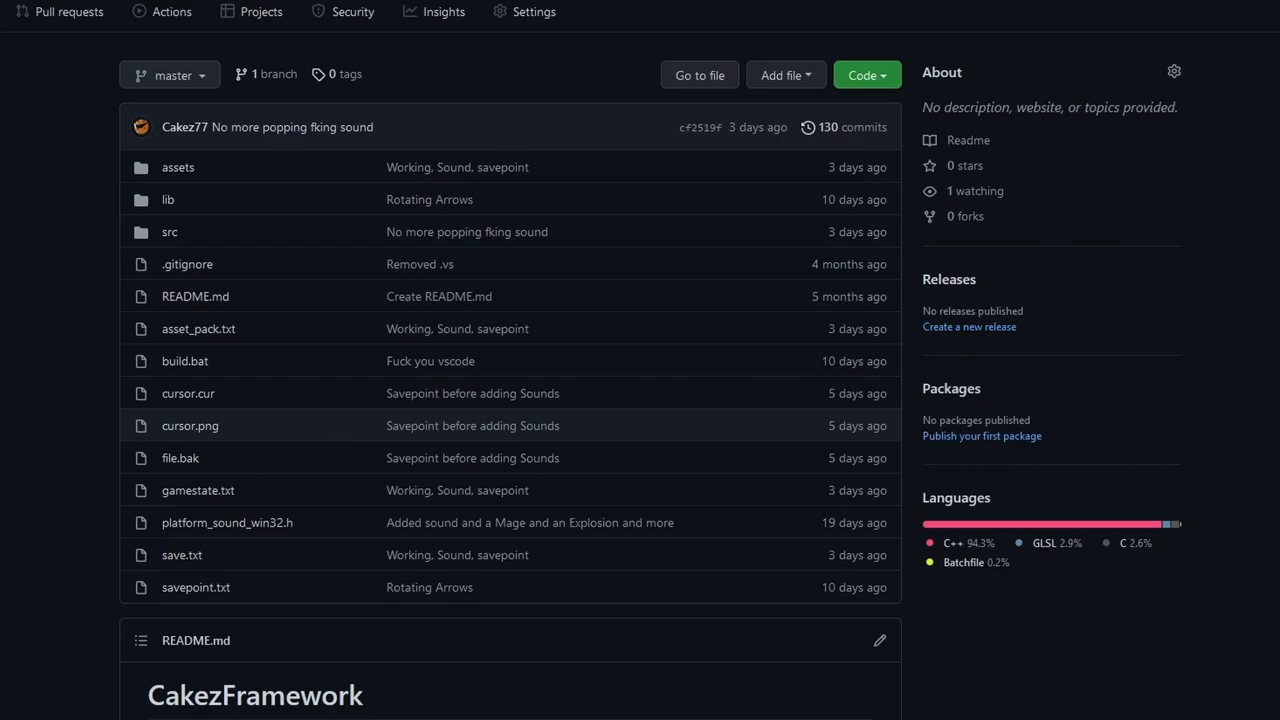 Pull requests Actions Projects Security Insights Settings
master 1 branch 0 tags Go to file Add file Code
Cakez77 No more popping fking sound cf2519f 3 days ago 130 commits
assets Working, Sound, savepoint 3 days ago
lib Rotating Arrows 10 days ago
src No more popping fking sound 3 days ago
.gitignore Removed .vs 4 months ago
README.md Create README.md 5 months ago
asset_pack.txt Working, Sound, savepoint 3 days ago
build.bat Fuck you vscode 10 days ago
cursor.cur Savepoint before adding Sounds 5 days ago
cursor.png Savepoint before adding Sounds 5 days ago
file.bak Savepoint before adding Sounds 5 days ago
gamestate.txt Working, Sound, savepoint 3 days ago
platform_sound_win32.h Added sound and a Mage and an Explosion and more 19 days ago
save.txt Working, Sound, savepoint 3 days ago
savepoint.txt Rotating Arrows 10 days ago
README.md
CakezFramework
About
No description, website, or topics provided.
Readme
0 stars
1 watching
0 forks
Releases
No releases published
Create a new release
Packages
No packages published
Publish your first package
Languages
C++ 94.3% GLSL 2.9% C 2.6%
Batchfile 0.2%